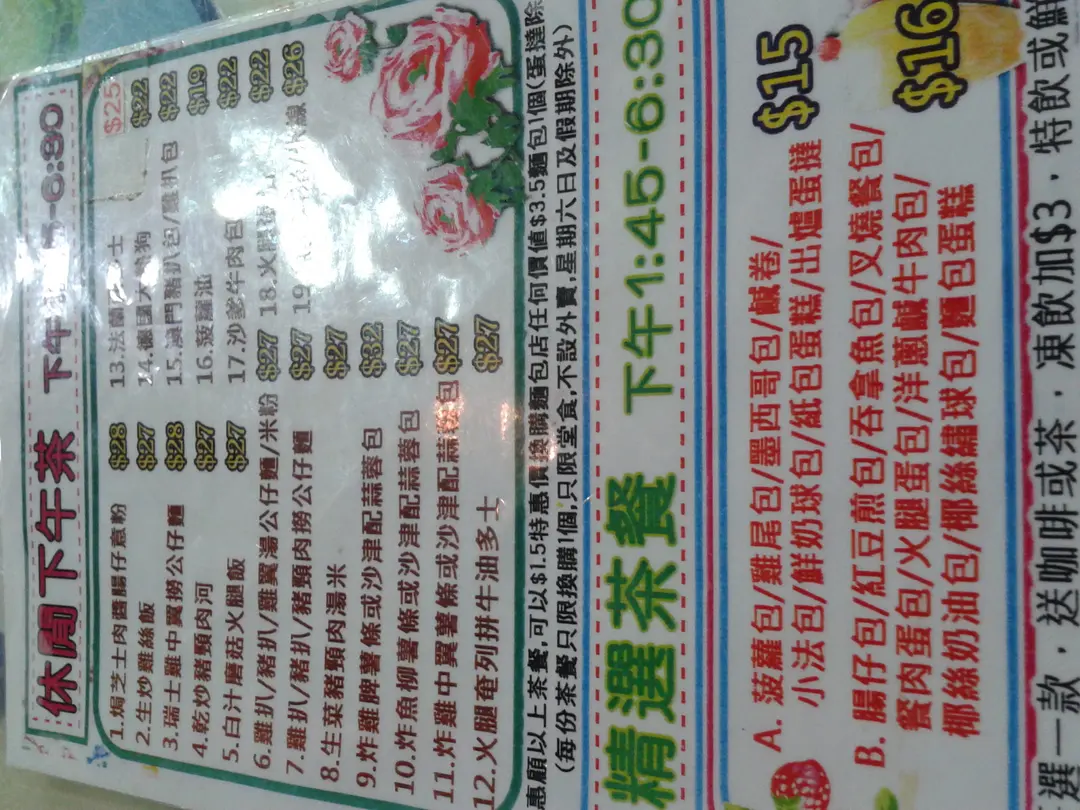 休閒下午茶 下午
1.焗芝士肉醬腸仔意粉 $28
2.生炒雞絲飯 $27
3.瑞士雞中翼撈公仔麵 $28
4.乾炒豬頸肉河 $27
5.白汁磨菇火腿飯 $27
6.雞扒/豬扒/雞翼湯公仔麵/米粉 $27
7.雞扒/豬扒/豬頸肉撈公仔麵 $27
8.生菜豬頸肉湯米 $27
9.炸雞脾薯條或沙津配蒜蓉包 $32
10.炸魚柳薯條或沙津配蒜蓉包 $27
11.炸雞中翼薯條或沙津配蒜蓉包 $27
12.火腿奄列拼牛油多士 $27
13.法蘭 士 $25
14.德國大熱狗 $22
15.澳門豬扒包/雞扒包 $22
16.菠蘿油 $19
17.沙爹牛肉包 $22
18.火腿 $22
19. $26
惠顧以上茶餐可以$1.5特惠價換購麵包店任何價值$3.5麵包1個(蛋撻除
(每份茶餐只限換購1個,只限堂食,不設外賣,星期六日及假期除外)
精選茶餐 下午1:45-6:30
A. 菠蘿包/雞尾包/墨西哥包/鹹卷/
小法包/鮮奶球包/紙包蛋糕/出爐蛋撻 $15
B. 腸仔包/紅豆煎包/吞拿魚包/叉燒餐包/
餐肉蛋包/火腿蛋包/洋蔥鹹牛肉包/ $16
椰絲奶油包/椰絲繡球包/麵包蛋糕
選一款，送咖啡或茶，凍飲加$3，特飲或鮮